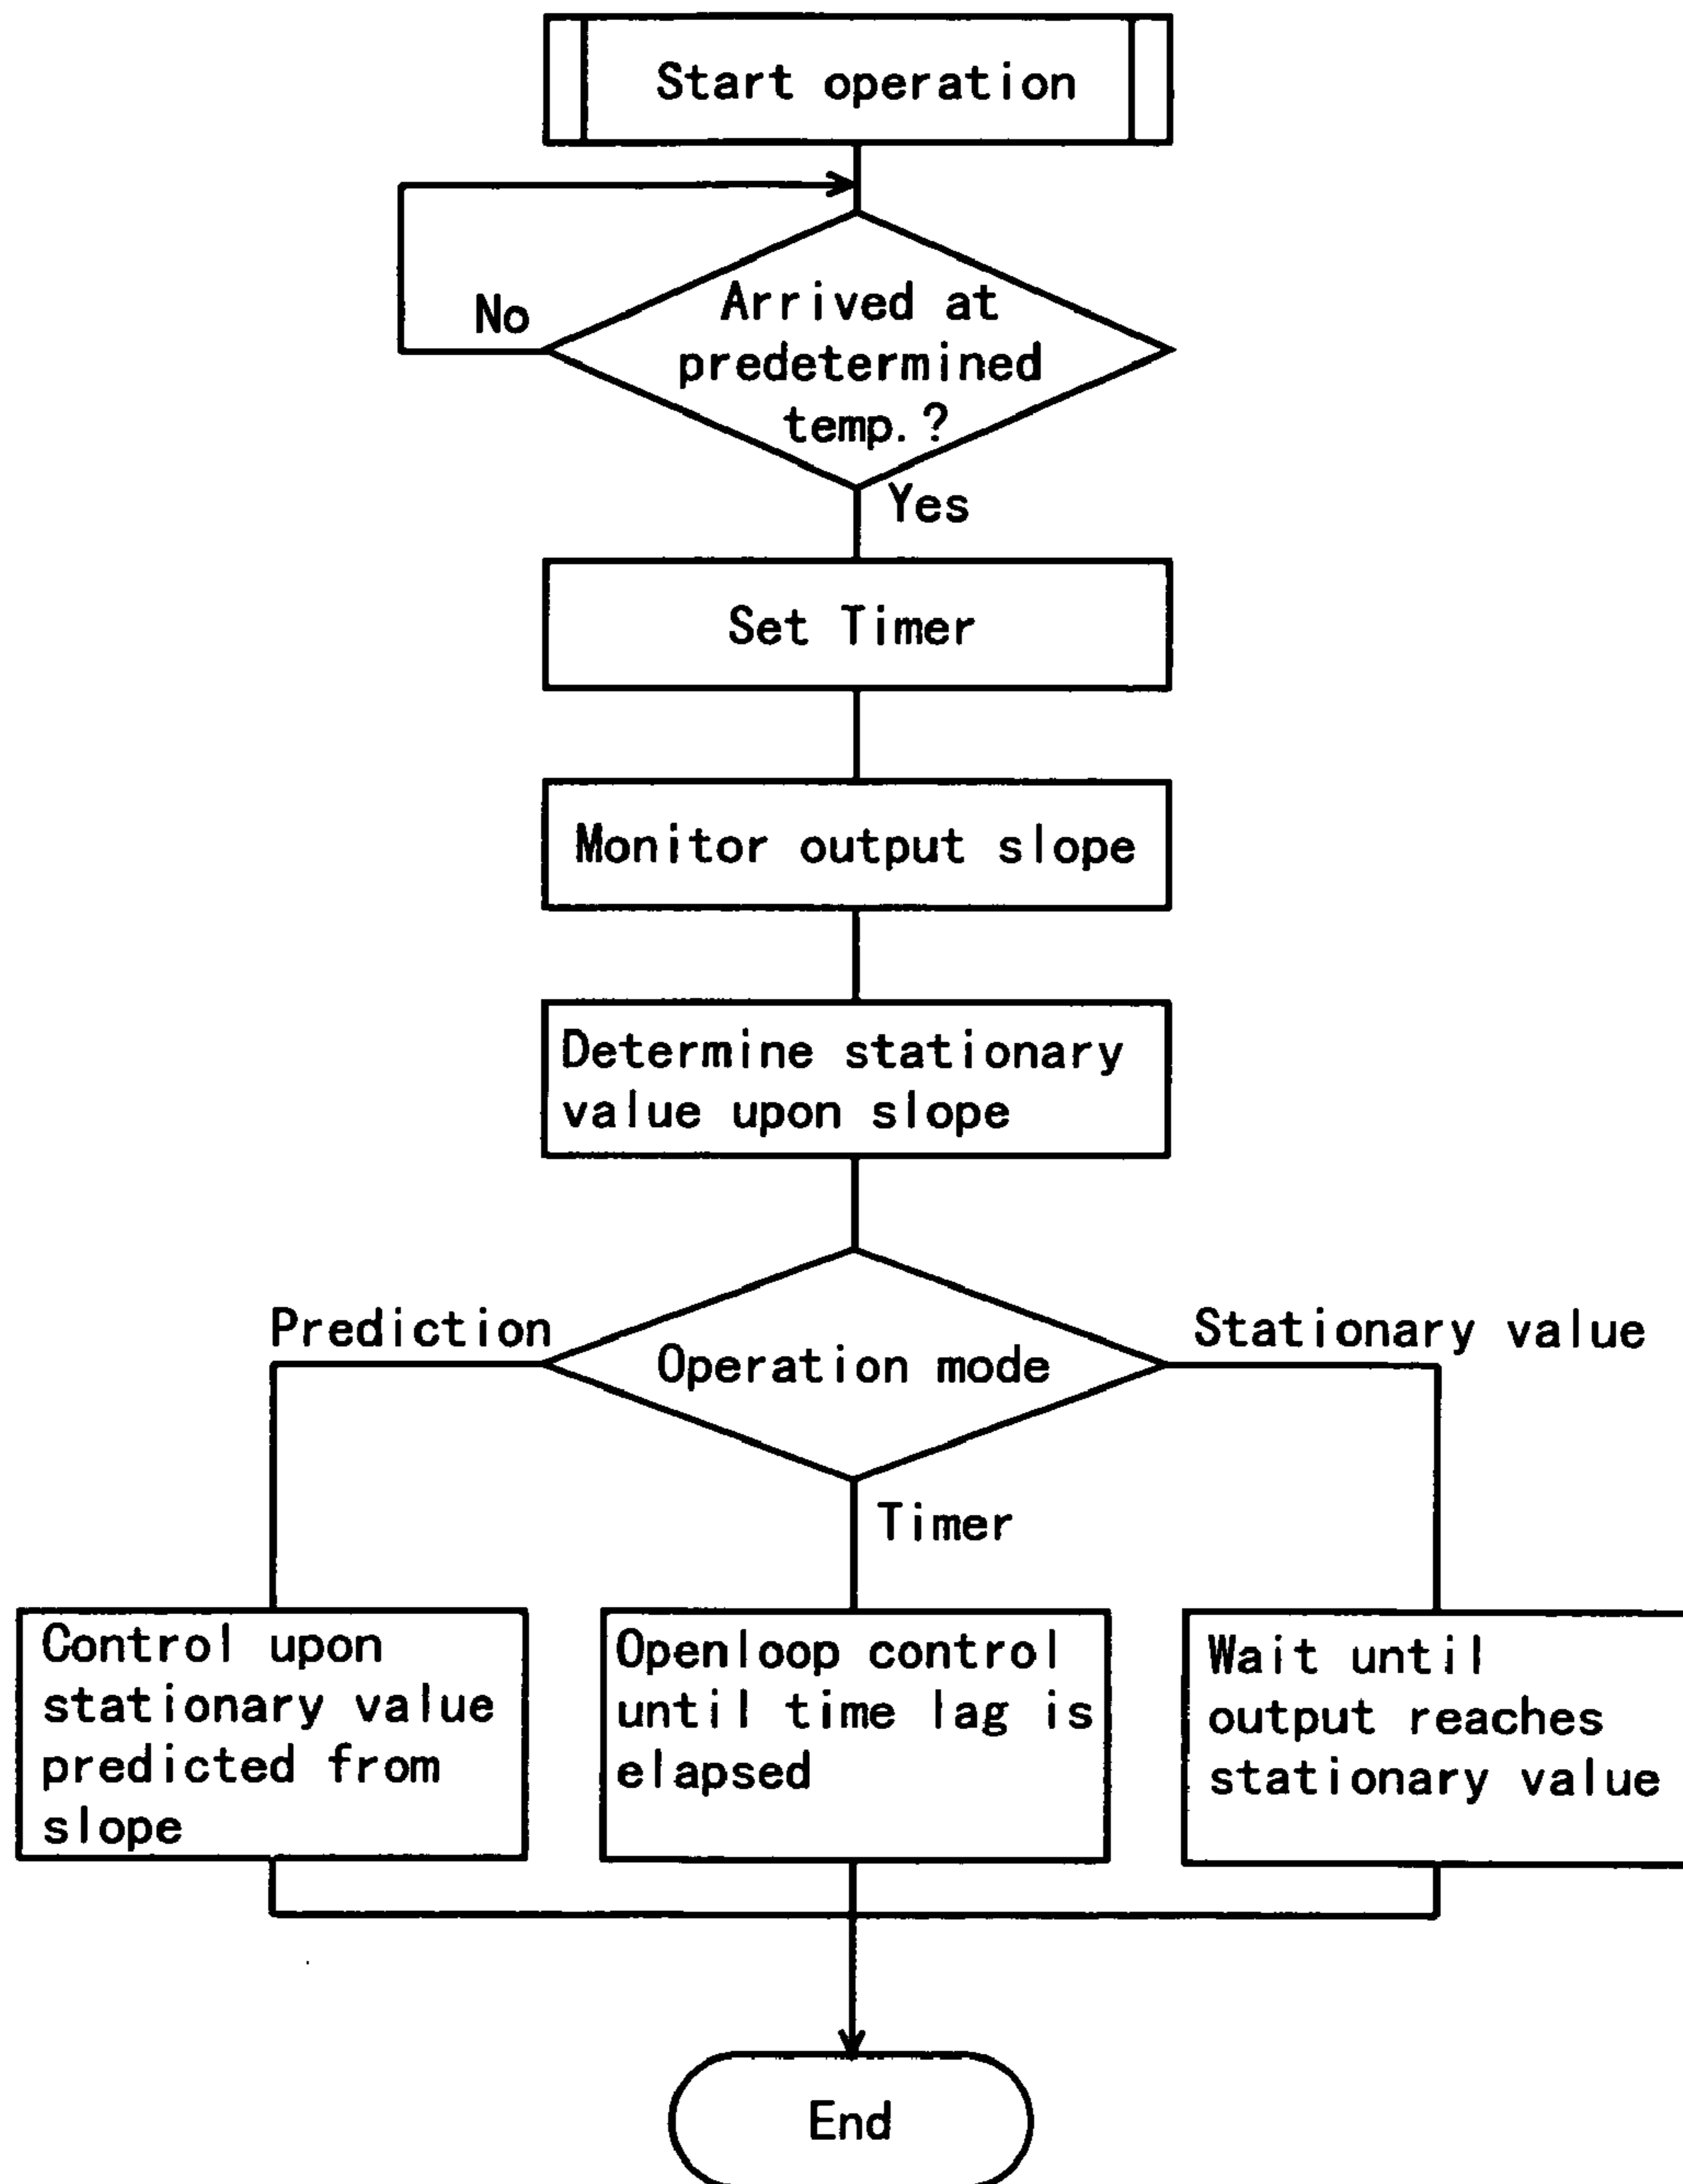 Start operation
No
Arrived at
predetermined
temp.?
Yes
Set Timer
Monitor output slope
Determine stationary
value upon slope
Prediction
Operation mode
Stationary value
Timer
Control upon
stationary value
predicted from
slope
Openloop control
until time lag is
elapsed
Wait until
output reaches
stationary value
End